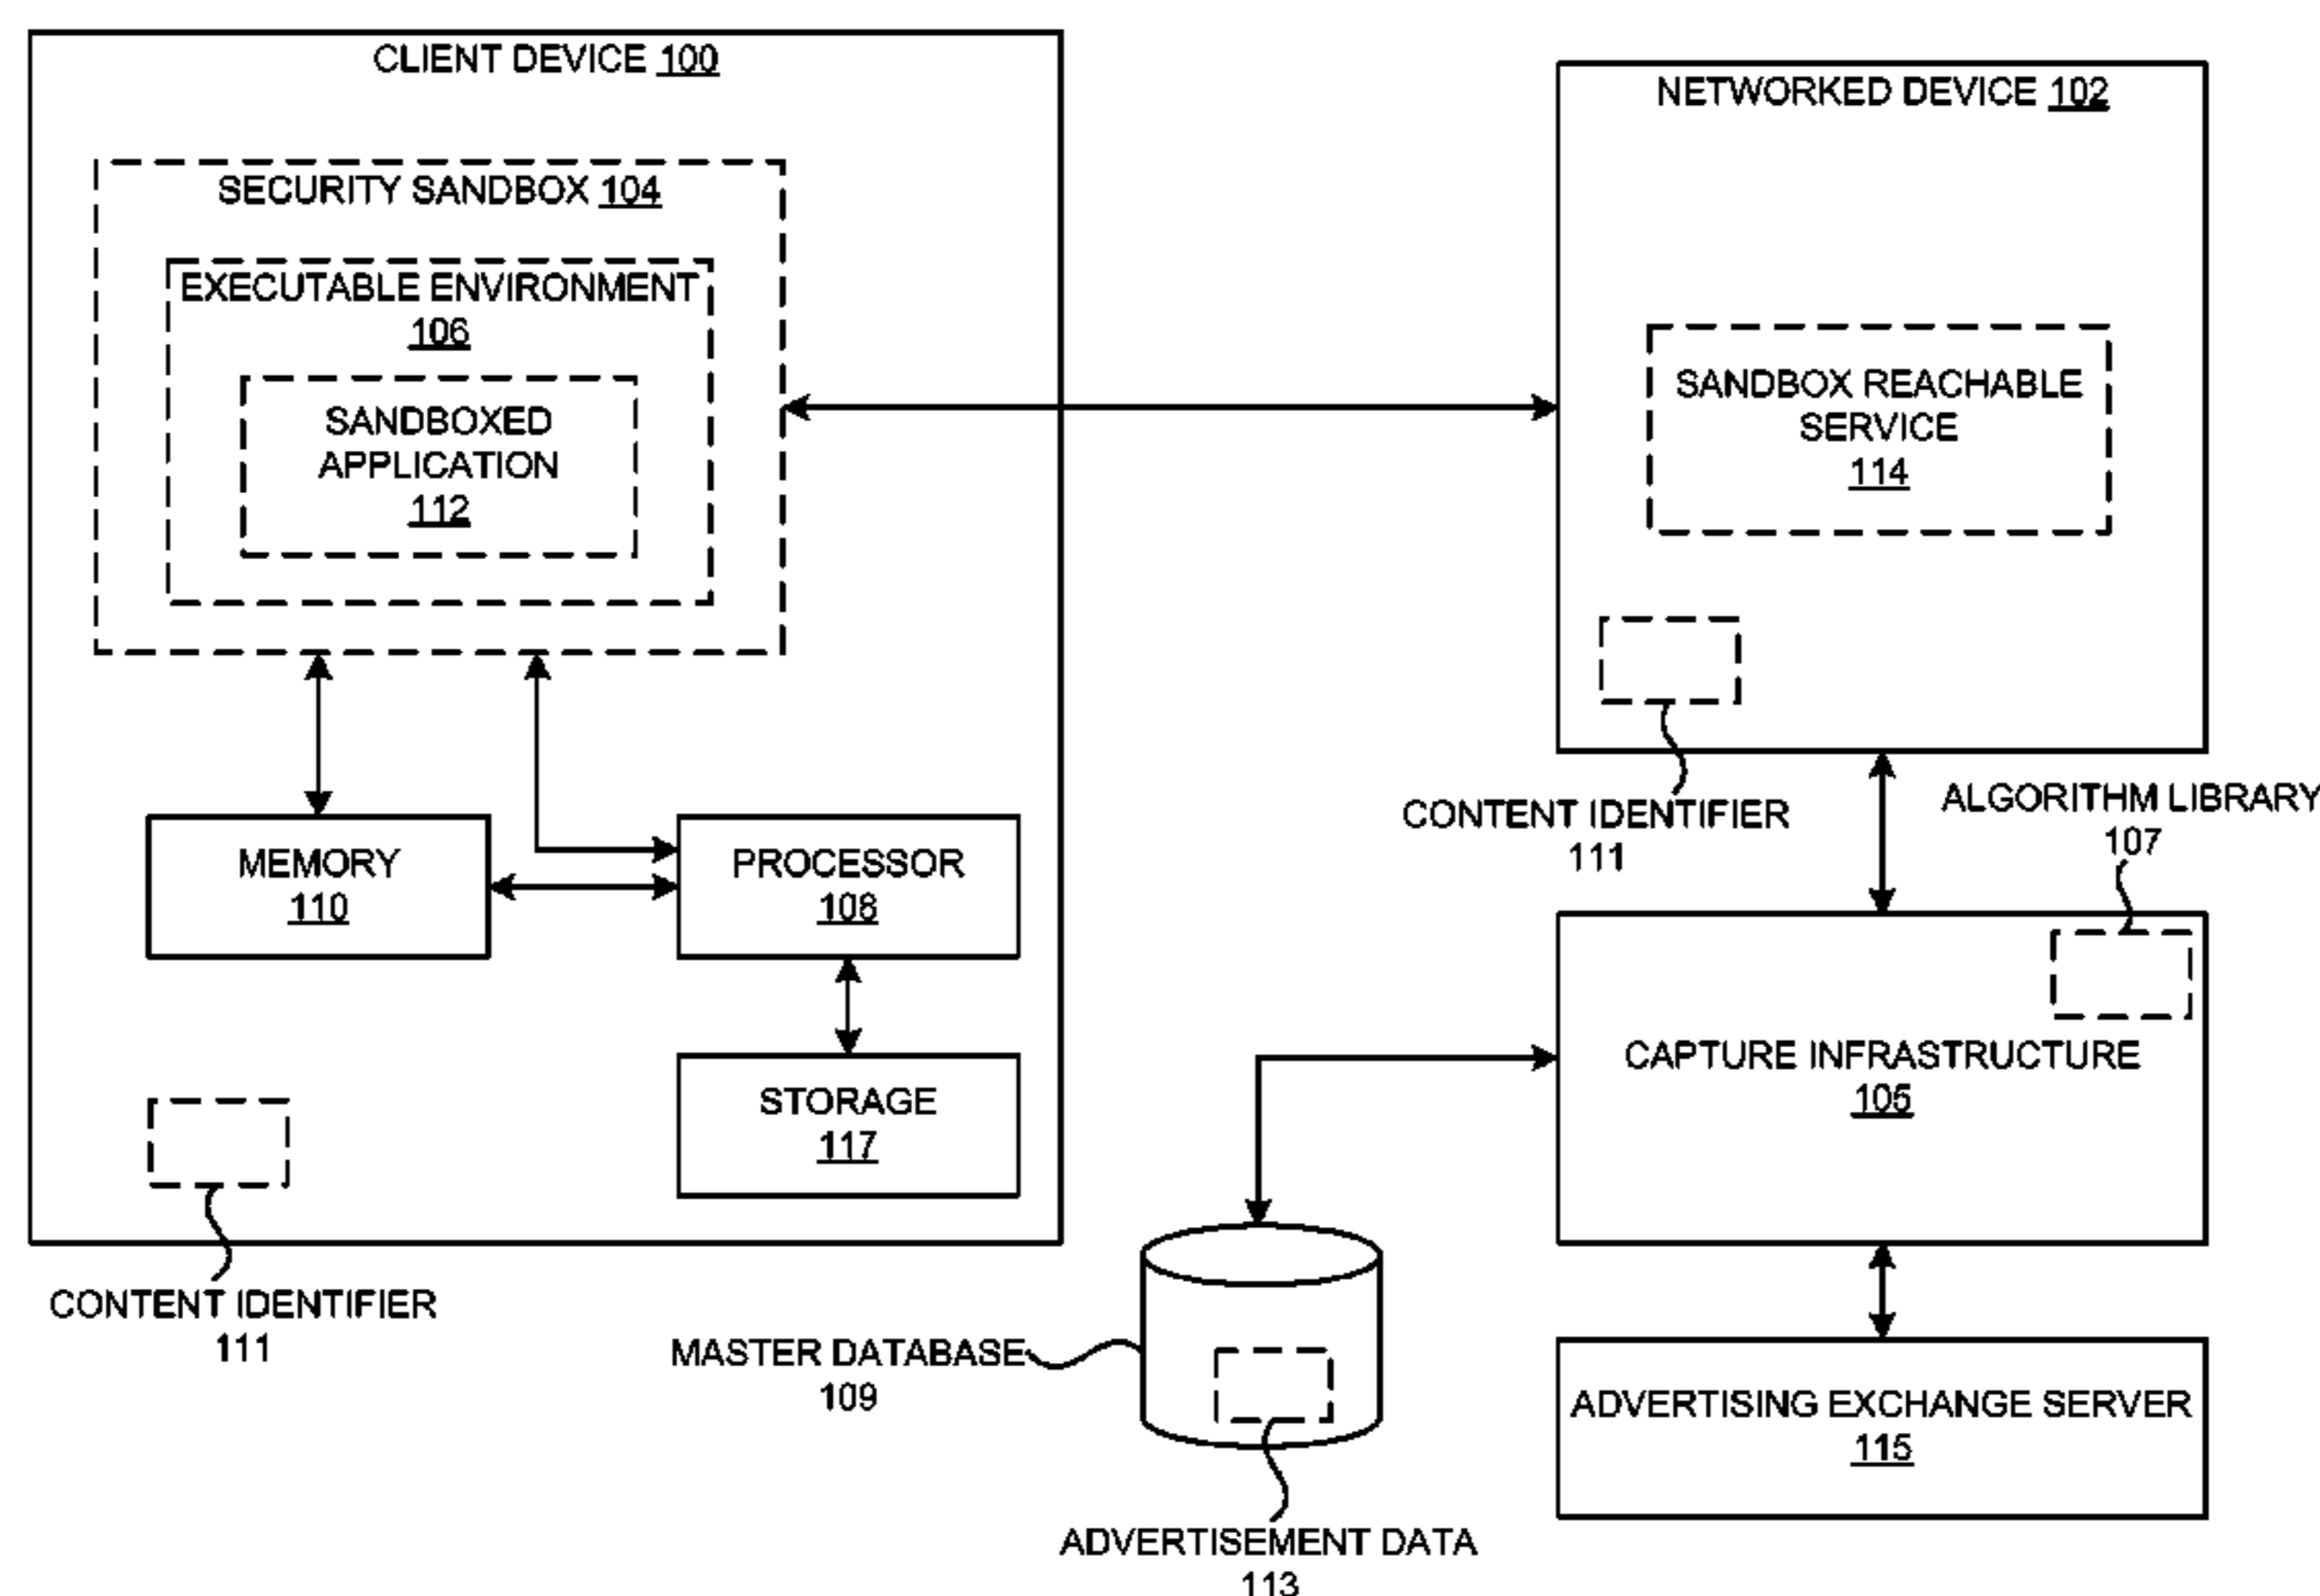 CLIENT DEVICE 100
SECURITY SANDBOX 104
EXECUTABLE ENVIRONMENT
106
SANDBOXED
APPLICATION
112
MEMORY
110
PROCESSOR
108
STORAGE
117
CONTENT IDENTIFIER
111
NETWORKED DEVICE 102
SANDBOX REACHABLE
SERVICE
114
CONTENT IDENTIFIER
111
ALGORITHM LIBRARY
107
CAPTURE INFRASTRUCTURE
105
MASTER DATABASE
109
ADVERTISEMENT DATA
113
ADVERTISING EXCHANGE SERVER
115